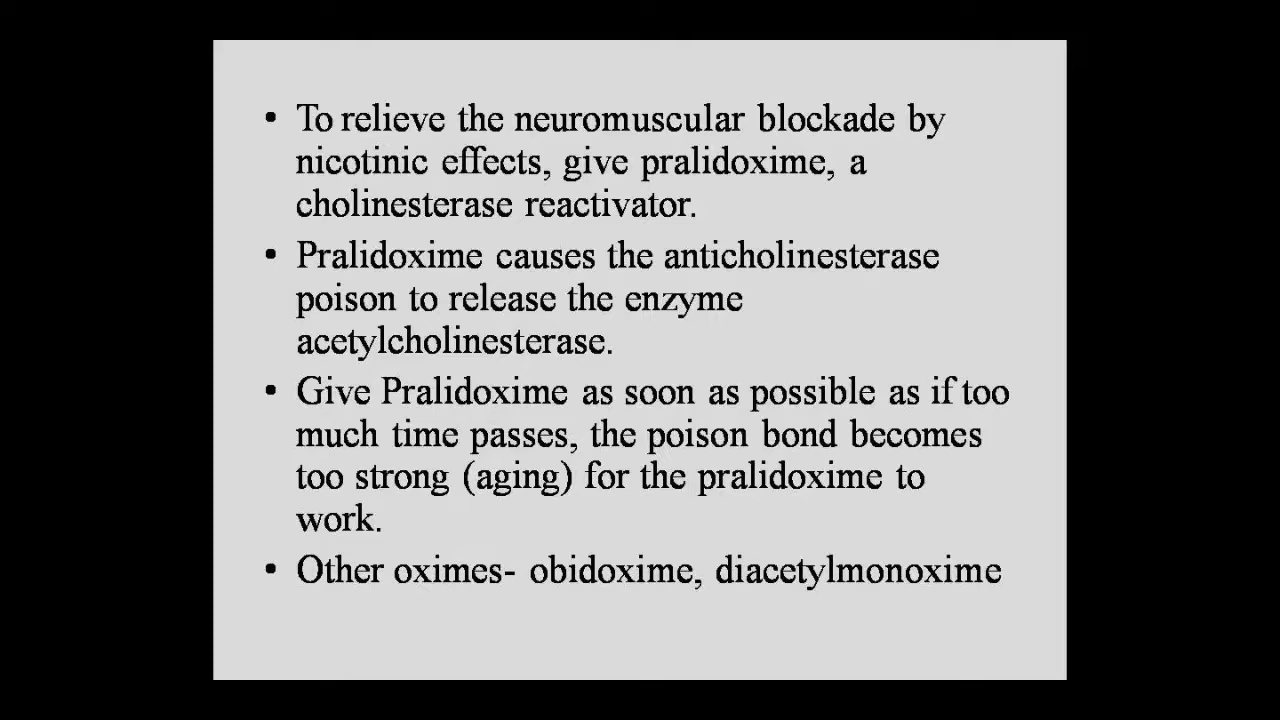 • To relieve the neuromuscular blockade by
nicotinic effects, give pralidoxime, a
cholinesterase reactivator.
• Pralidoxime causes the anticholinesterase
poison to release the enzyme
acetylcholinesterase.
• Give Pralidoxime as soon as possible as if too
much time passes, the poison bond becomes
too strong (aging) for the pralidoxime to
work.
• Other oximes- obidoxime, diacetylmonoxime